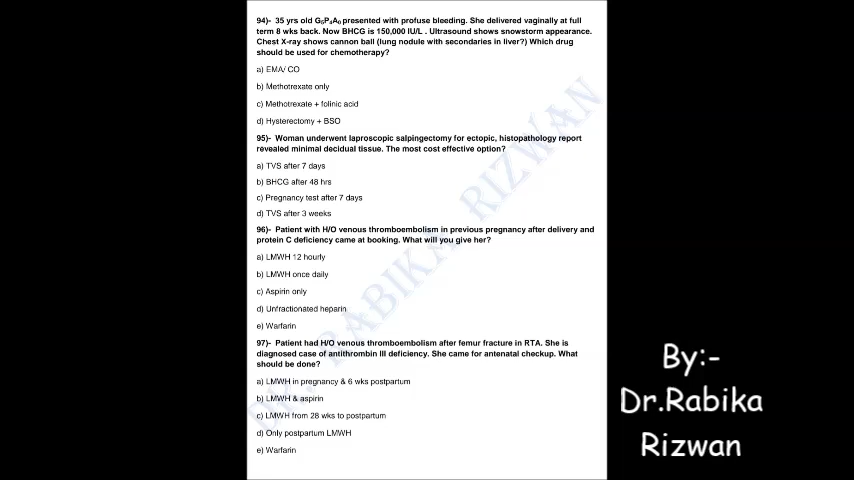 94)- 35 yrs old G₅P₄A₀ presented with profuse bleeding. She delivered vaginally at full
term 8 wks back. Now BHCG is 150,000 IU/L . Ultrasound shows snowstorm appearance.
Chest X-ray shows cannon ball (lung nodule with secondaries in liver?) Which drug
should be used for chemotherapy?
a) EMA/ CO
b) Methotrexate only
c) Methotrexate + folinic acid
d) Hysterectomy + BSO
95)- Woman underwent laproscopic salpingectomy for ectopic, histopathology report
revealed minimal decidual tissue. The most cost effective option?
a) TVS after 7 days
b) BHCG after 48 hrs
c) Pregnancy test after 7 days
d) TVS after 3 weeks
96)- Patient with H/O venous thromboembolism in previous pregnancy after delivery and
protein C deficiency came at booking. What will you give her?
a) LMWH 12 hourly
b) LMWH once daily
c) Aspirin only
d) Unfractionated heparin
e) Warfarin
97)- Patient had H/O venous thromboembolism after femur fracture in RTA. She is
diagnosed case of antithrombin III deficiency. She came for antenatal checkup. What
should be done?
a) LMWH in pregnancy & 6 wks postpartum
b) LMWH & aspirin
c) LMWH from 28 wks to postpartum
d) Only postpartum LMWH
e) Warfarin
DR. RABIKA RIZWAN
By:-
Dr.Rabika
Rizwan